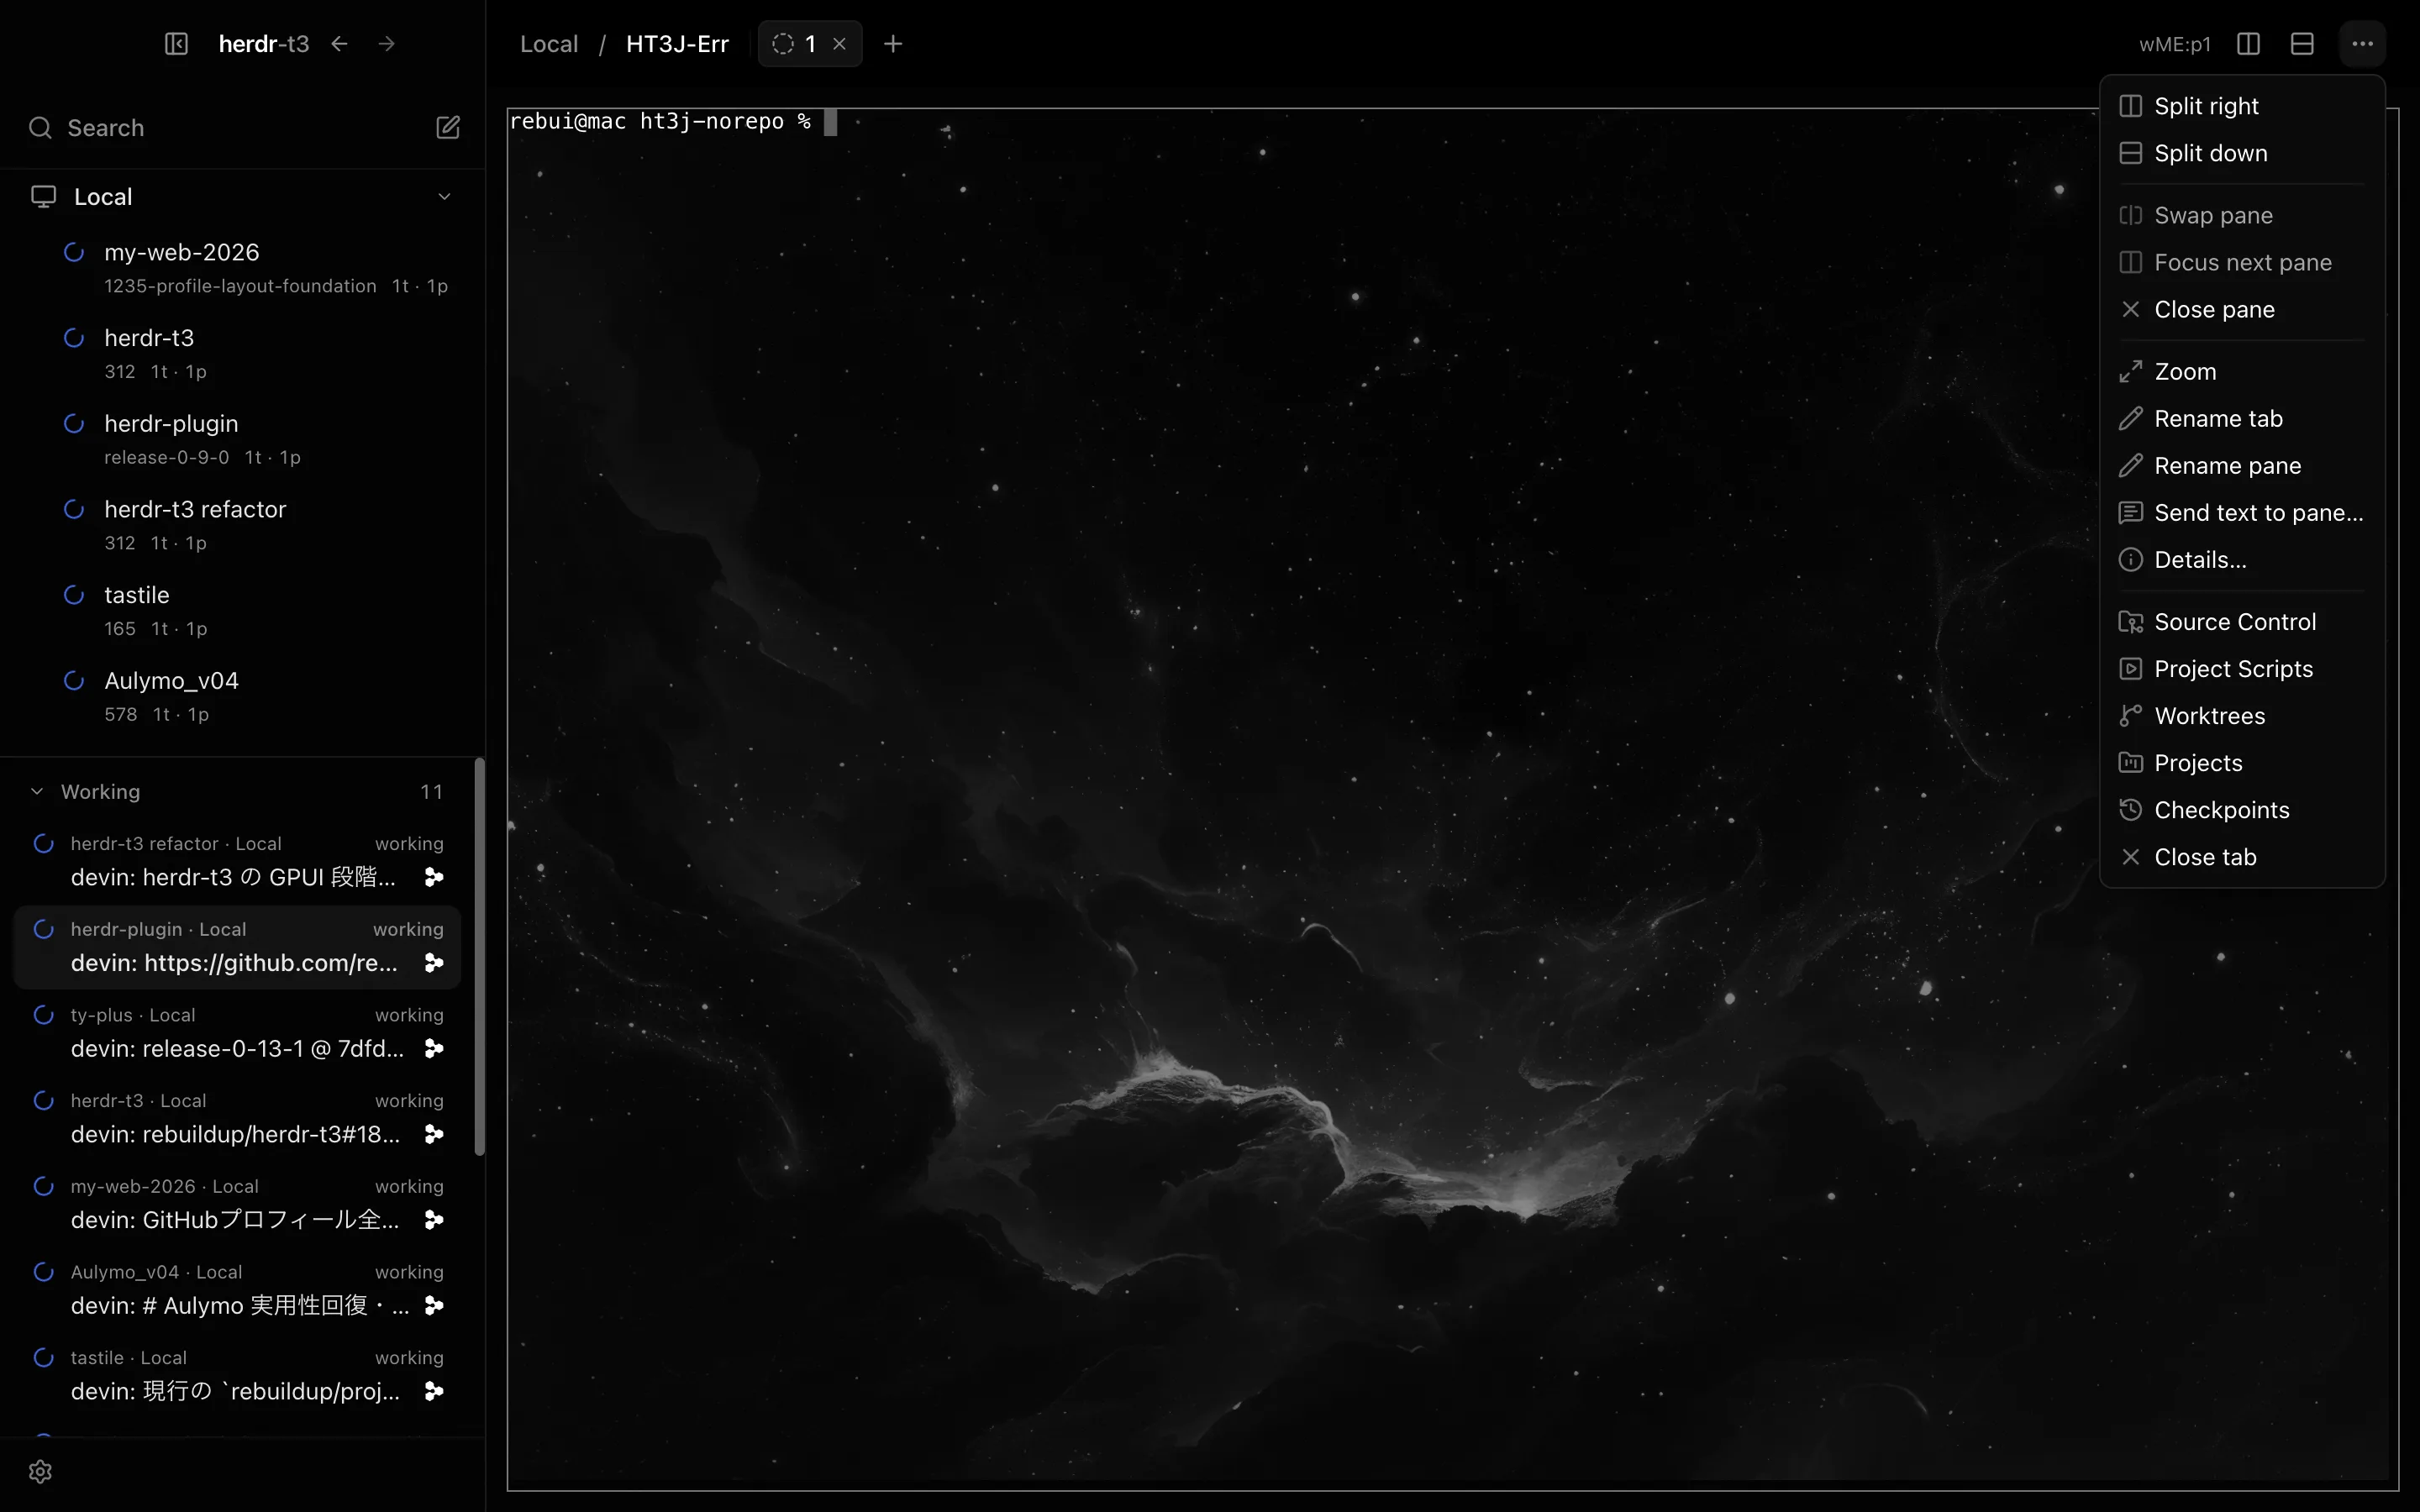 herdr-t3
Search
Local
my-web-2026
1235-profile-layout-foundation 1t · 1p
herdr-t3
312 1t · 1p
herdr-plugin
release-0-9-0 1t · 1p
herdr-t3 refactor
312 1t · 1p
tastile
165 1t · 1p
Aulymo_v04
578 1t · 1p
Working 11
herdr-t3 refactor · Local working
devin: herdr-t3 の GPUI 段階...
herdr-plugin · Local working
devin: https://github.com/re...
ty-plus · Local working
devin: release-0-13-1 @ 7dfd...
herdr-t3 · Local working
devin: rebuildup/herdr-t3#18...
my-web-2026 · Local working
devin: GitHubプロフィール全...
Aulymo_v04 · Local working
devin: # Aulymo 実用性回復・...
tastile · Local working
devin: 現行の `rebuildup/proj...
Local / HT3J-Err 1
wME:p1
rebui@mac ht3j-norepo %
Split right
Split down
Swap pane
Focus next pane
Close pane
Zoom
Rename tab
Rename pane
Send text to pane...
Details...
Source Control
Project Scripts
Worktrees
Projects
Checkpoints
Close tab